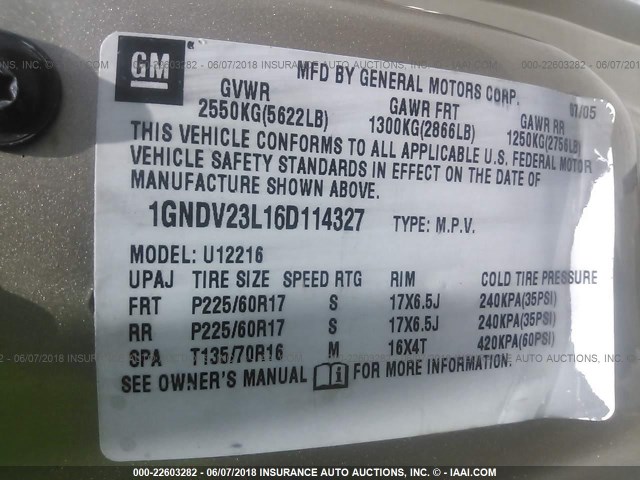 GM
MFD BY GENERAL MOTORS CORP.
07/05
GVWR GAWR FRT GAWR RR
2550KG(5622LB) 1300KG(2866LB) 1250KG(2756LB)
THIS VEHICLE CONFORMS TO ALL APPLICABLE U.S. FEDERAL MOTOR
VEHICLE SAFETY STANDARDS IN EFFECT ON THE DATE OF
MANUFACTURE SHOWN ABOVE.
1GNDV23L16D114327 TYPE: M.P.V.
MODEL: U12216
UPAJ TIRE SIZE SPEED RTG RIM COLD TIRE PRESSURE
FRT P225/60R17 S 17X6.5J 240KPA(35PSI)
RR P225/60R17 S 17X6.5J 240KPA(35PSI)
SPA T135/70R16 M 16X4T 420KPA(60PSI)
SEE OWNER'S MANUAL i FOR MORE INFORMATION.
000-22603282 - 06/07/2018 INSURANCE AUTO AUCTIONS, INC. - © IAAI.COM